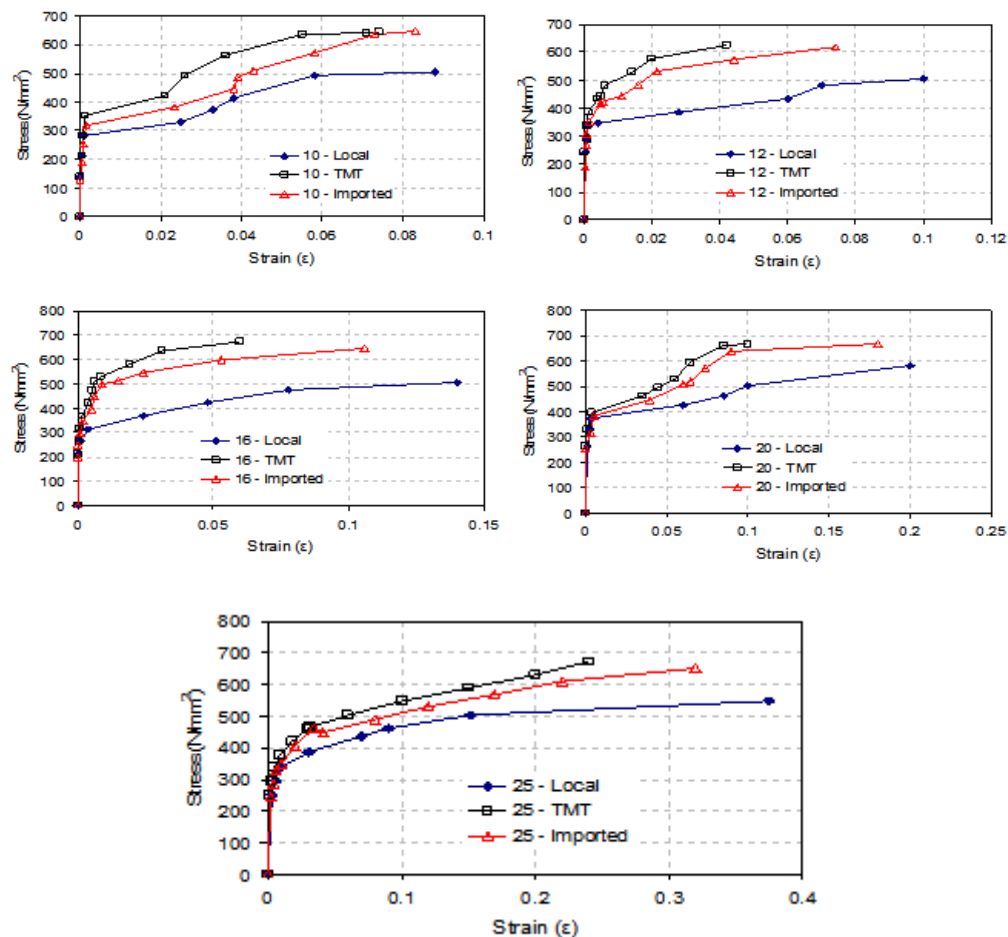 700
600
500
400
300
200
100
0
Stress(N/mm²)
0 0.02 0.04 0.06 0.08 0.1
Strain (ε)
10 - Local
10 - TMT
10 - Imported
700
600
500
400
300
200
100
0
Stress(N/mm²)
0 0.02 0.04 0.06 0.08 0.1 0.12
Strain (ε)
12 - Local
12 - TMT
12 - Imported
800
700
600
500
400
300
200
100
0
Stress(N/mm²)
0 0.05 0.1 0.15
Strain (ε)
16 - Local
16 - TMT
16 - Imported
800
700
600
500
400
300
200
100
0
Stress(N/mm²)
0 0.05 0.1 0.15 0.2 0.25
Strain (ε)
20 - Local
20 - TMT
20 - Imported
800
700
600
500
400
300
200
100
0
Stress(N/mm²)
0 0.1 0.2 0.3 0.4
Strain (ε)
25 - Local
25 - TMT
25 - Imported